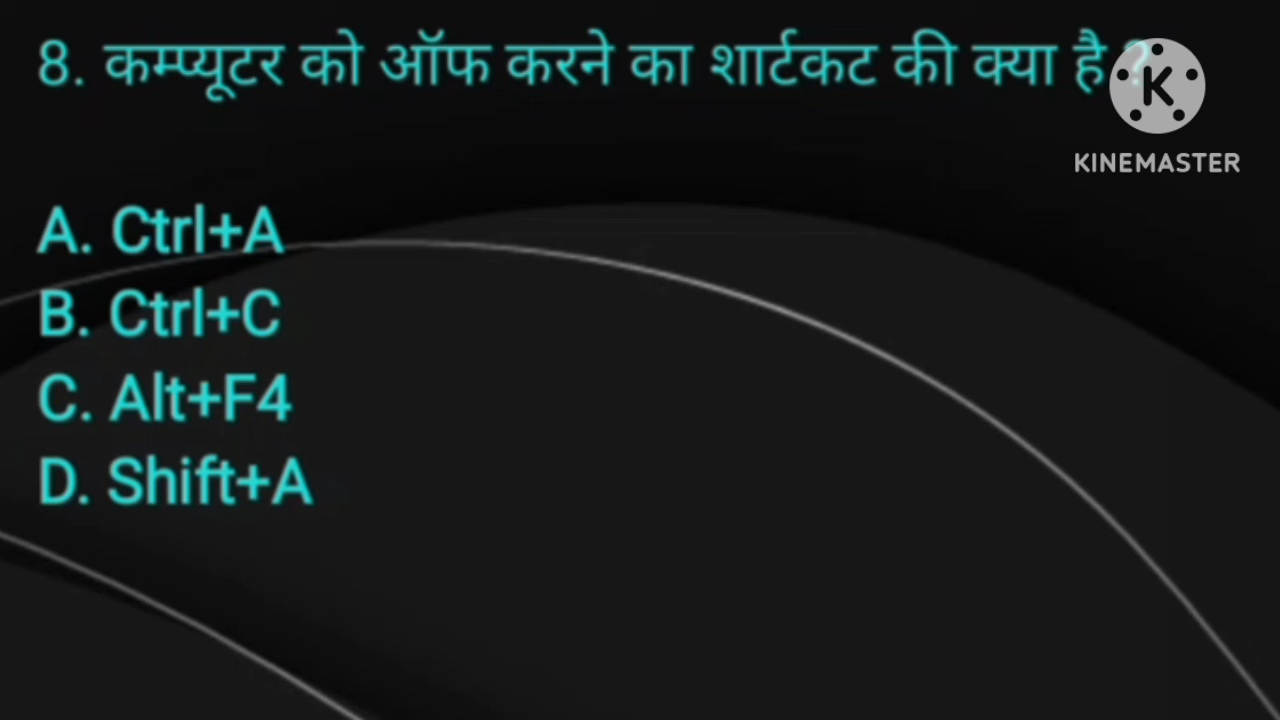 8. कम्प्यूटर को ऑफ करने का शार्टकट की क्या है ?
KINEMASTER
A. Ctrl+A
B. Ctrl+C
C. Alt+F4
D. Shift+A